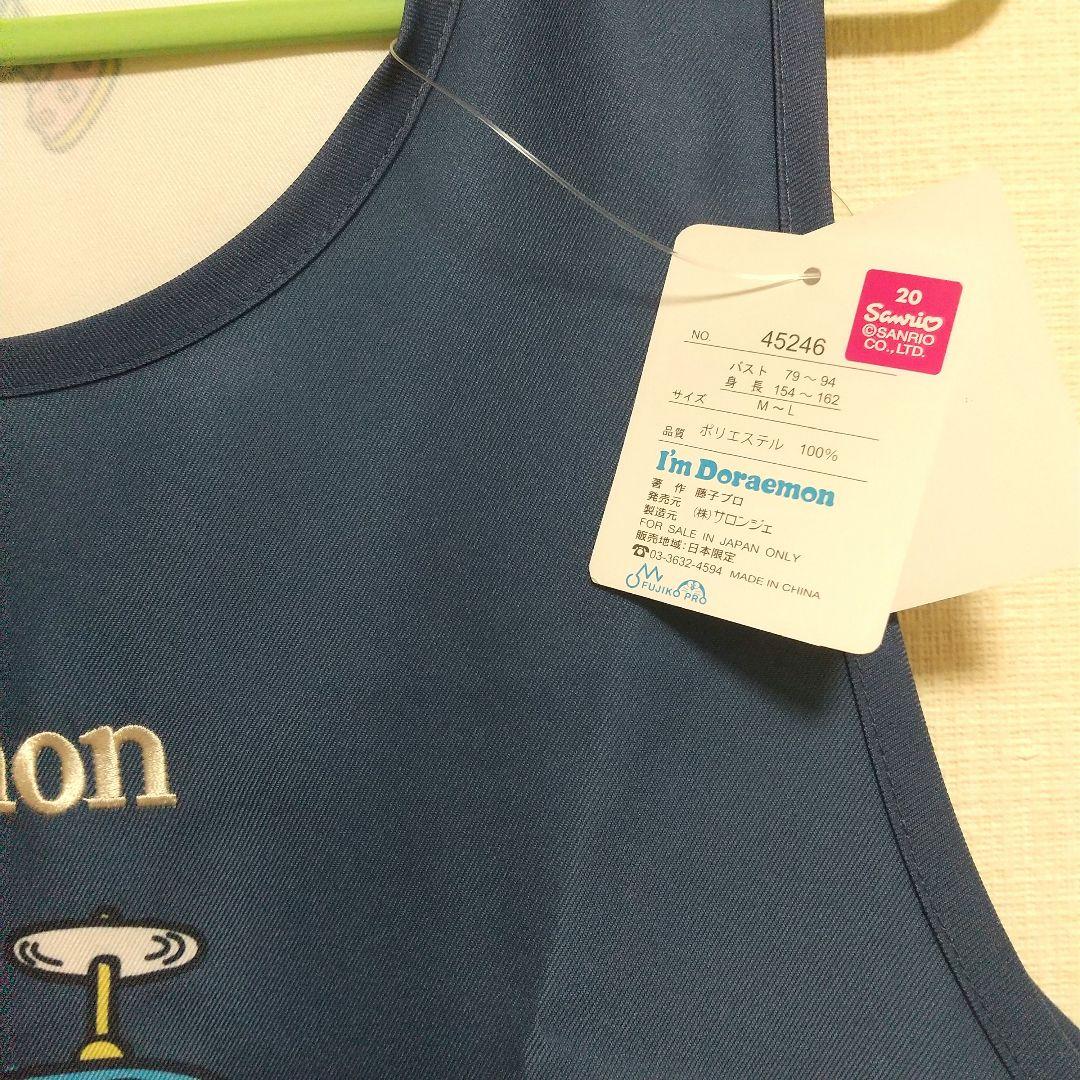 20
Sanrio
©SANRIO
CO.,LTD.
NO. 45246
バスト 79～94
身長 154～162
サイズ M～L
品質 ポリエステル 100%
I'm Doraemon
著作 藤子プロ
発売元
製造元 (株)サロンジェ
FOR SALE IN JAPAN ONLY
販売地域:日本限定
☎03-3632-4594 MADE IN CHINA
FUJIKO PRO
mon